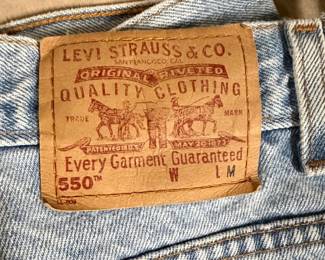 LEVI STRAUSS & CO.
SAN FRANCISCO, CAL.
ORIGINAL RIVETED
QUALITY CLOTHING
TRADE MARK
PATENTED IN U.S. MAY 20 1873
Every Garment Guaranteed
550™ W L M